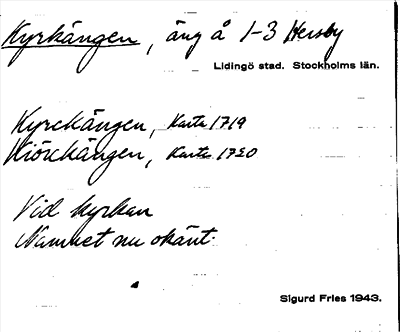 Kyrkängen, äng å 1-3 Hersby
Lidingö stad. Stockholms län.
Kyrckängen, Karta 1719
Kiörckängen, Karta 1720
Vid kyrkan
Namnet nu okänt.
Sigurd Fries 1943.